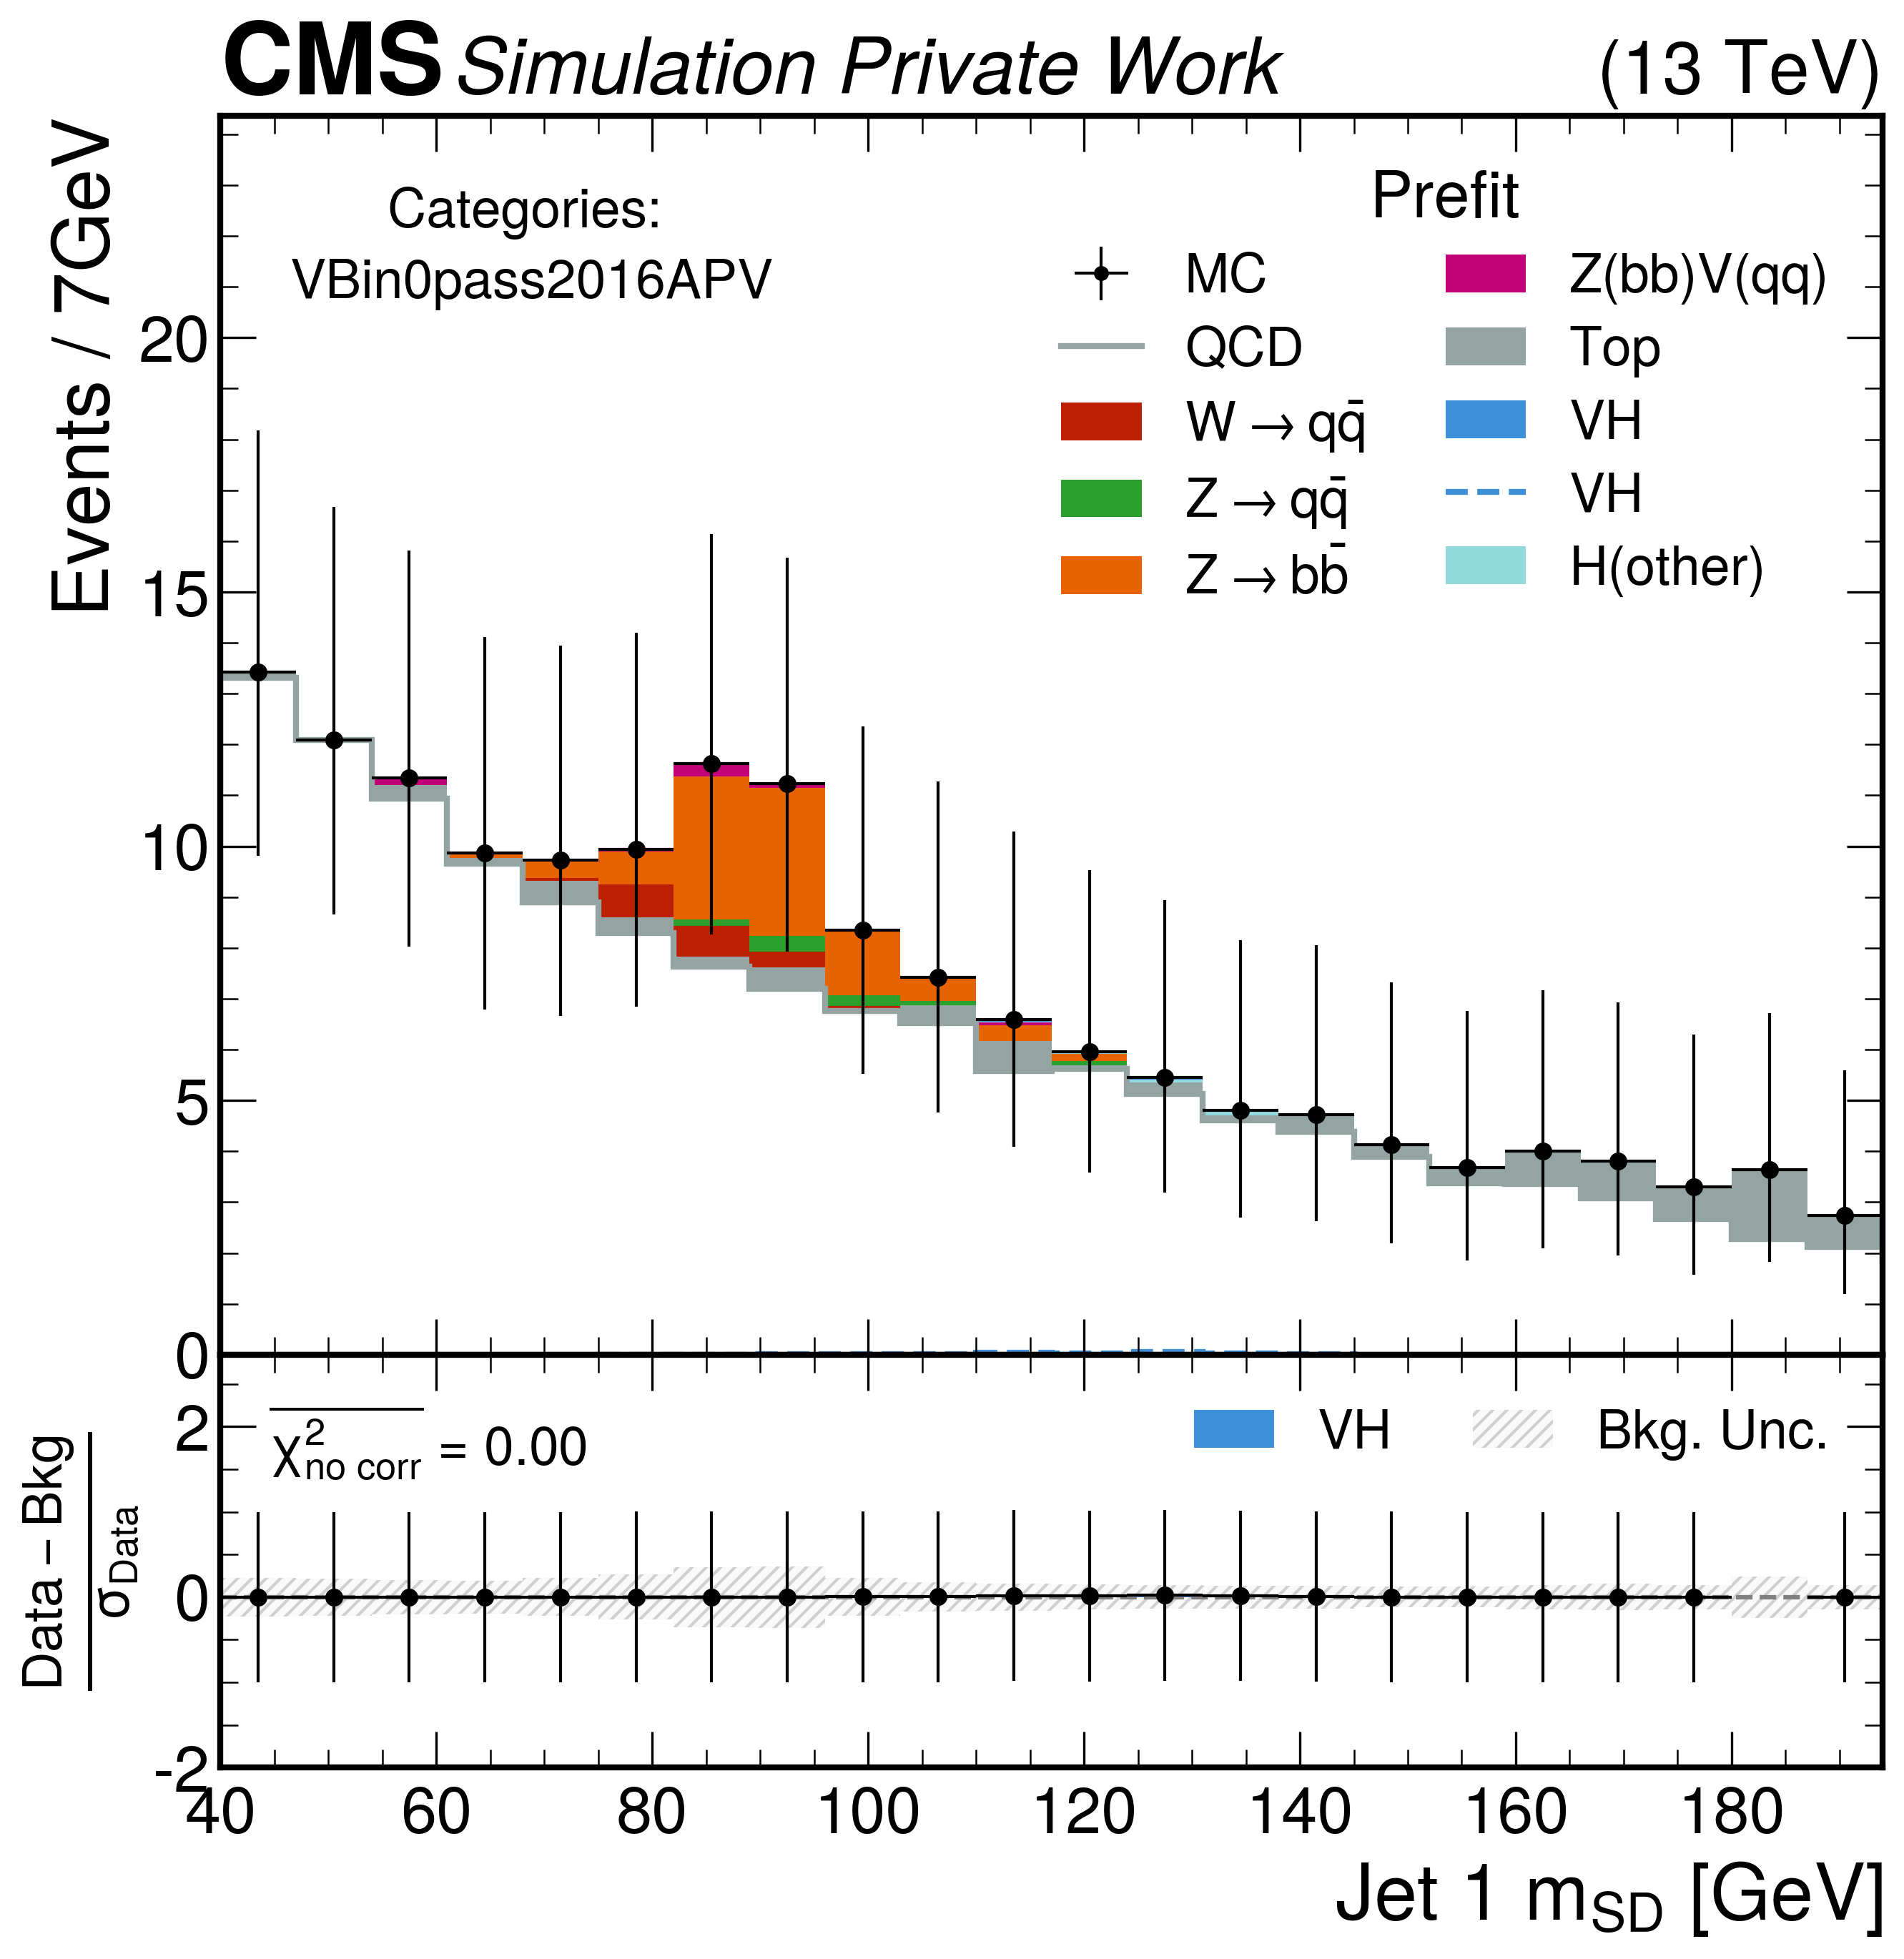 CMS Simulation Private Work (13 TeV)
Events / 7GeV
Categories:
VBin0pass2016APV
Prefit
MC
QCD
W → qq̄
Z → qq̄
Z → bb̄
Z(bb)V(qq)
Top
VH
VH
H(other)
20
15
10
5
0
Data – Bkg
σData
χ²no corr = 0.00
VH
Bkg. Unc.
2
0
-2
40 60 80 100 120 140 160 180
Jet 1 mSD [GeV]